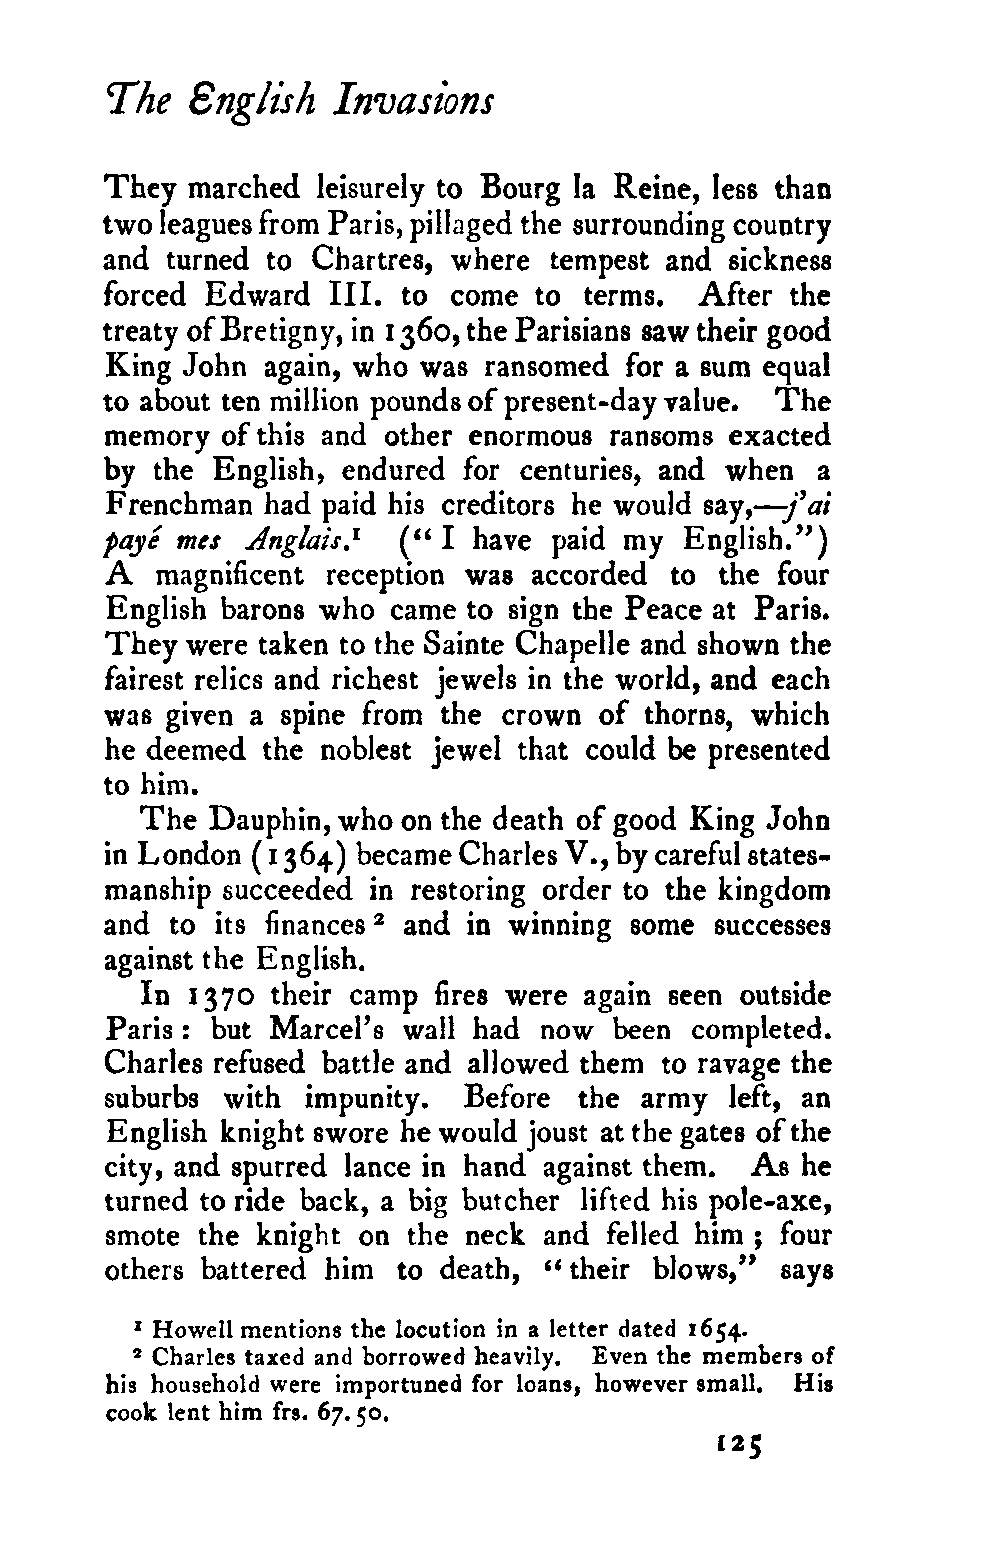 The English Invasions
They marched leisurely to Bourg la Reine, less than
two leagues from Paris, pillaged the surrounding country
and turned to Chartres, where tempest and sickness
forced Edward III. to come to terms. After the
treaty of Bretigny, in 1360, the Parisians saw their good
King John again, who was ransomed for a sum equal
to about ten million pounds of present-day value. The
memory of this and other enormous ransoms exacted
by the English, endured for centuries, and when a
Frenchman had paid his creditors he would say,—j'ai
payé mes Anglais.¹ ("I have paid my English.")
A magnificent reception was accorded to the four
English barons who came to sign the Peace at Paris.
They were taken to the Sainte Chapelle and shown the
fairest relics and richest jewels in the world, and each
was given a spine from the crown of thorns, which
he deemed the noblest jewel that could be presented
to him.
The Dauphin, who on the death of good King John
in London (1364) became Charles V., by careful states-
manship succeeded in restoring order to the kingdom
and to its finances ² and in winning some successes
against the English.
In 1370 their camp fires were again seen outside
Paris : but Marcel's wall had now been completed.
Charles refused battle and allowed them to ravage the
suburbs with impunity. Before the army left, an
English knight swore he would joust at the gates of the
city, and spurred lance in hand against them. As he
turned to ride back, a big butcher lifted his pole-axe,
smote the knight on the neck and felled him ; four
others battered him to death, "their blows," says
¹ Howell mentions the locution in a letter dated 1654.
² Charles taxed and borrowed heavily. Even the members of
his household were importuned for loans, however small. His
cook lent him frs. 67.50.
125